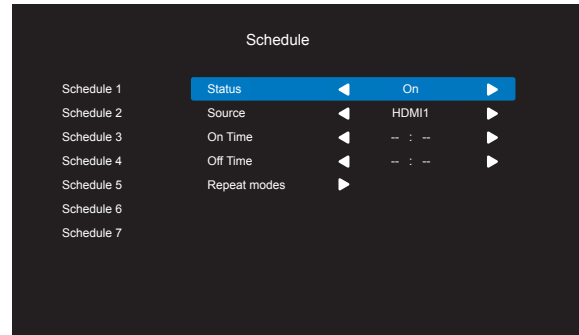 Schedule
Schedule 1 Status On
Schedule 2 Source HDMI1
Schedule 3 On Time -- : --
Schedule 4 Off Time -- : --
Schedule 5 Repeat modes
Schedule 6
Schedule 7